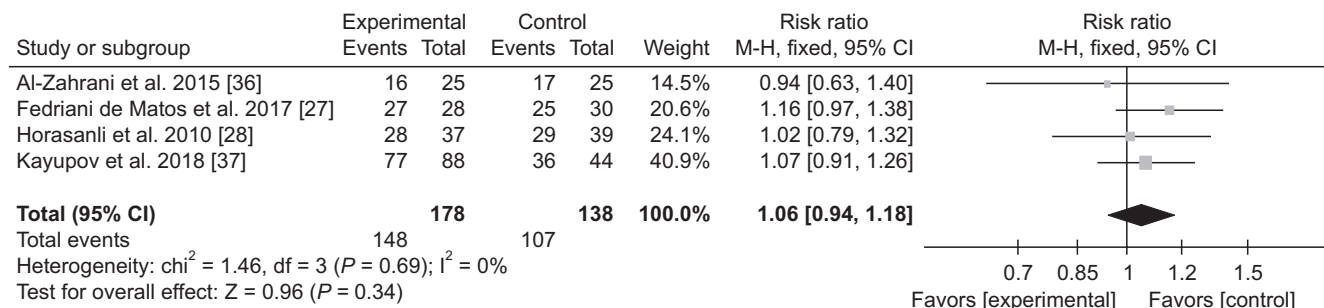 Experimental Control Risk ratio Risk ratio
Study or subgroup Events Total Events Total Weight M-H, fixed, 95% CI M-H, fixed, 95% CI
Al-Zahrani et al. 2015 [36] 16 25 17 25 14.5% 0.94 [0.63, 1.40]
Fedriani de Matos et al. 2017 [27] 27 28 25 30 20.6% 1.16 [0.97, 1.38]
Horasanli et al. 2010 [28] 28 37 29 39 24.1% 1.02 [0.79, 1.32]
Kayupov et al. 2018 [37] 77 88 36 44 40.9% 1.07 [0.91, 1.26]
Total (95% CI) 178 138 100.0% 1.06 [0.94, 1.18]
Total events 148 107
Heterogeneity: chi² = 1.46, df = 3 (P = 0.69); I² = 0%
Test for overall effect: Z = 0.96 (P = 0.34)
0.7 0.85 1 1.2 1.5
Favors [experimental] Favors [control]